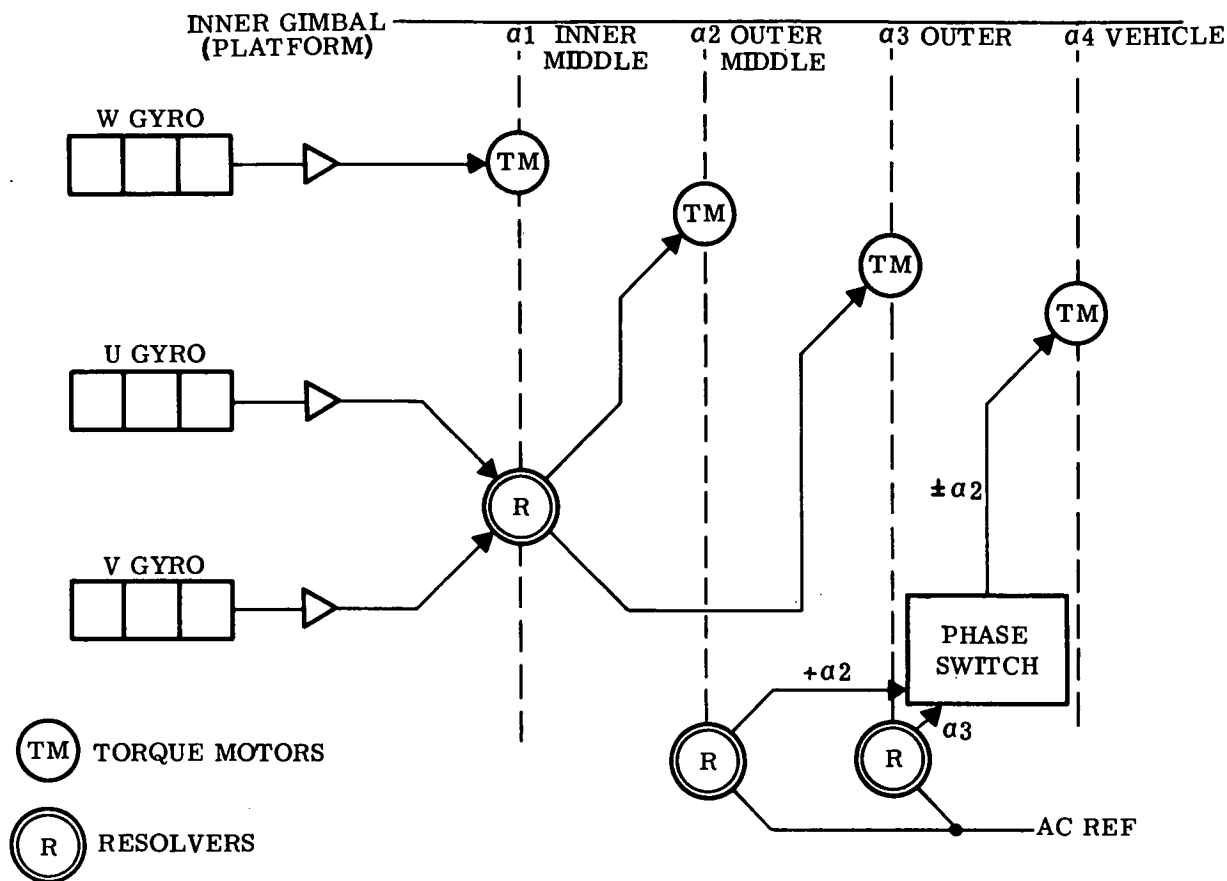 INNER GIMBAL
(PLATFORM)
α1 INNER
MIDDLE
α2 OUTER
MIDDLE
α3 OUTER
α4 VEHICLE
W GYRO
TM
TM
TM
TM
U GYRO
R
±α2
V GYRO
PHASE
SWITCH
+α2
α3
R
R
AC REF
TM TORQUE MOTORS
R RESOLVERS